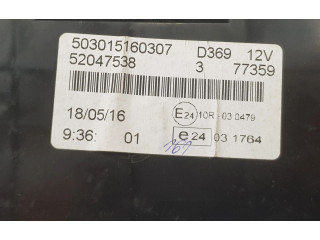 503015160307 D369 12V
52047538 3 77359
18/05/16 E24 10R-03 0479
9:36: 01 e24 03 1764
161